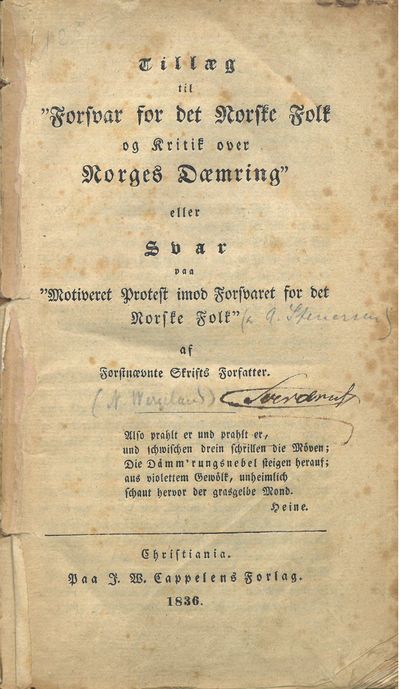 Tillæg
til
"Forsvar for det Norske Folk
og Kritik over
Norges Dæmring"
eller
Svar
paa
"Motiveret Protest imod Forsvaret for det
Norske Folk"
af
Forstnævnte Skrifts Forfatter.
(N. Wergeland)
Also prahlt er und prahlt er,
und schwischen drein schrillen die Möven;
Die Dämm'rungsnebel steigen herauf;
aus violettem Gewölk, unheimlich
schaut hervor der grasgelbe Mond.
Heine.
Christiania.
Paa J. W. Cappelens Forlag.
1836.